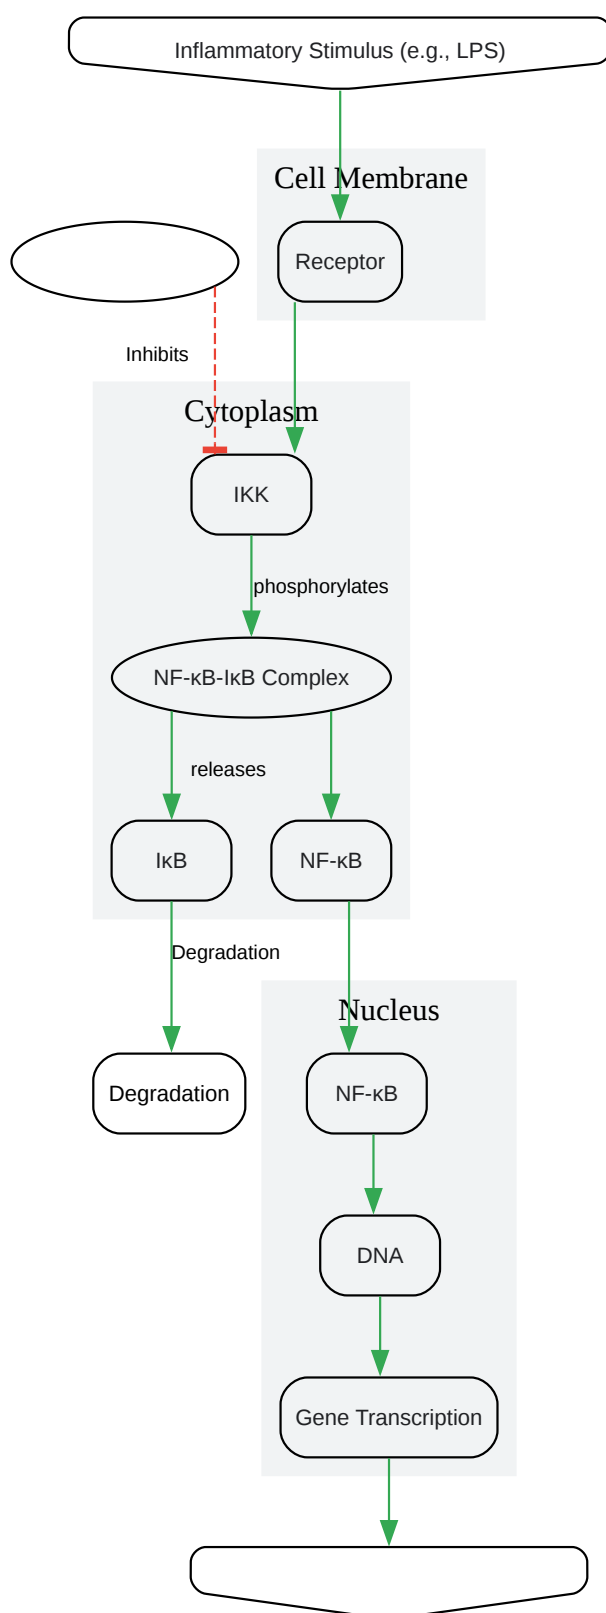 Inflammatory Stimulus (e.g., LPS)
Cell Membrane
Receptor
Inhibits
Cytoplasm
IKK
phosphorylates
NF-κB-IκB Complex
releases
IκB
NF-κB
Degradation
Nucleus
Degradation
NF-κB
DNA
Gene Transcription